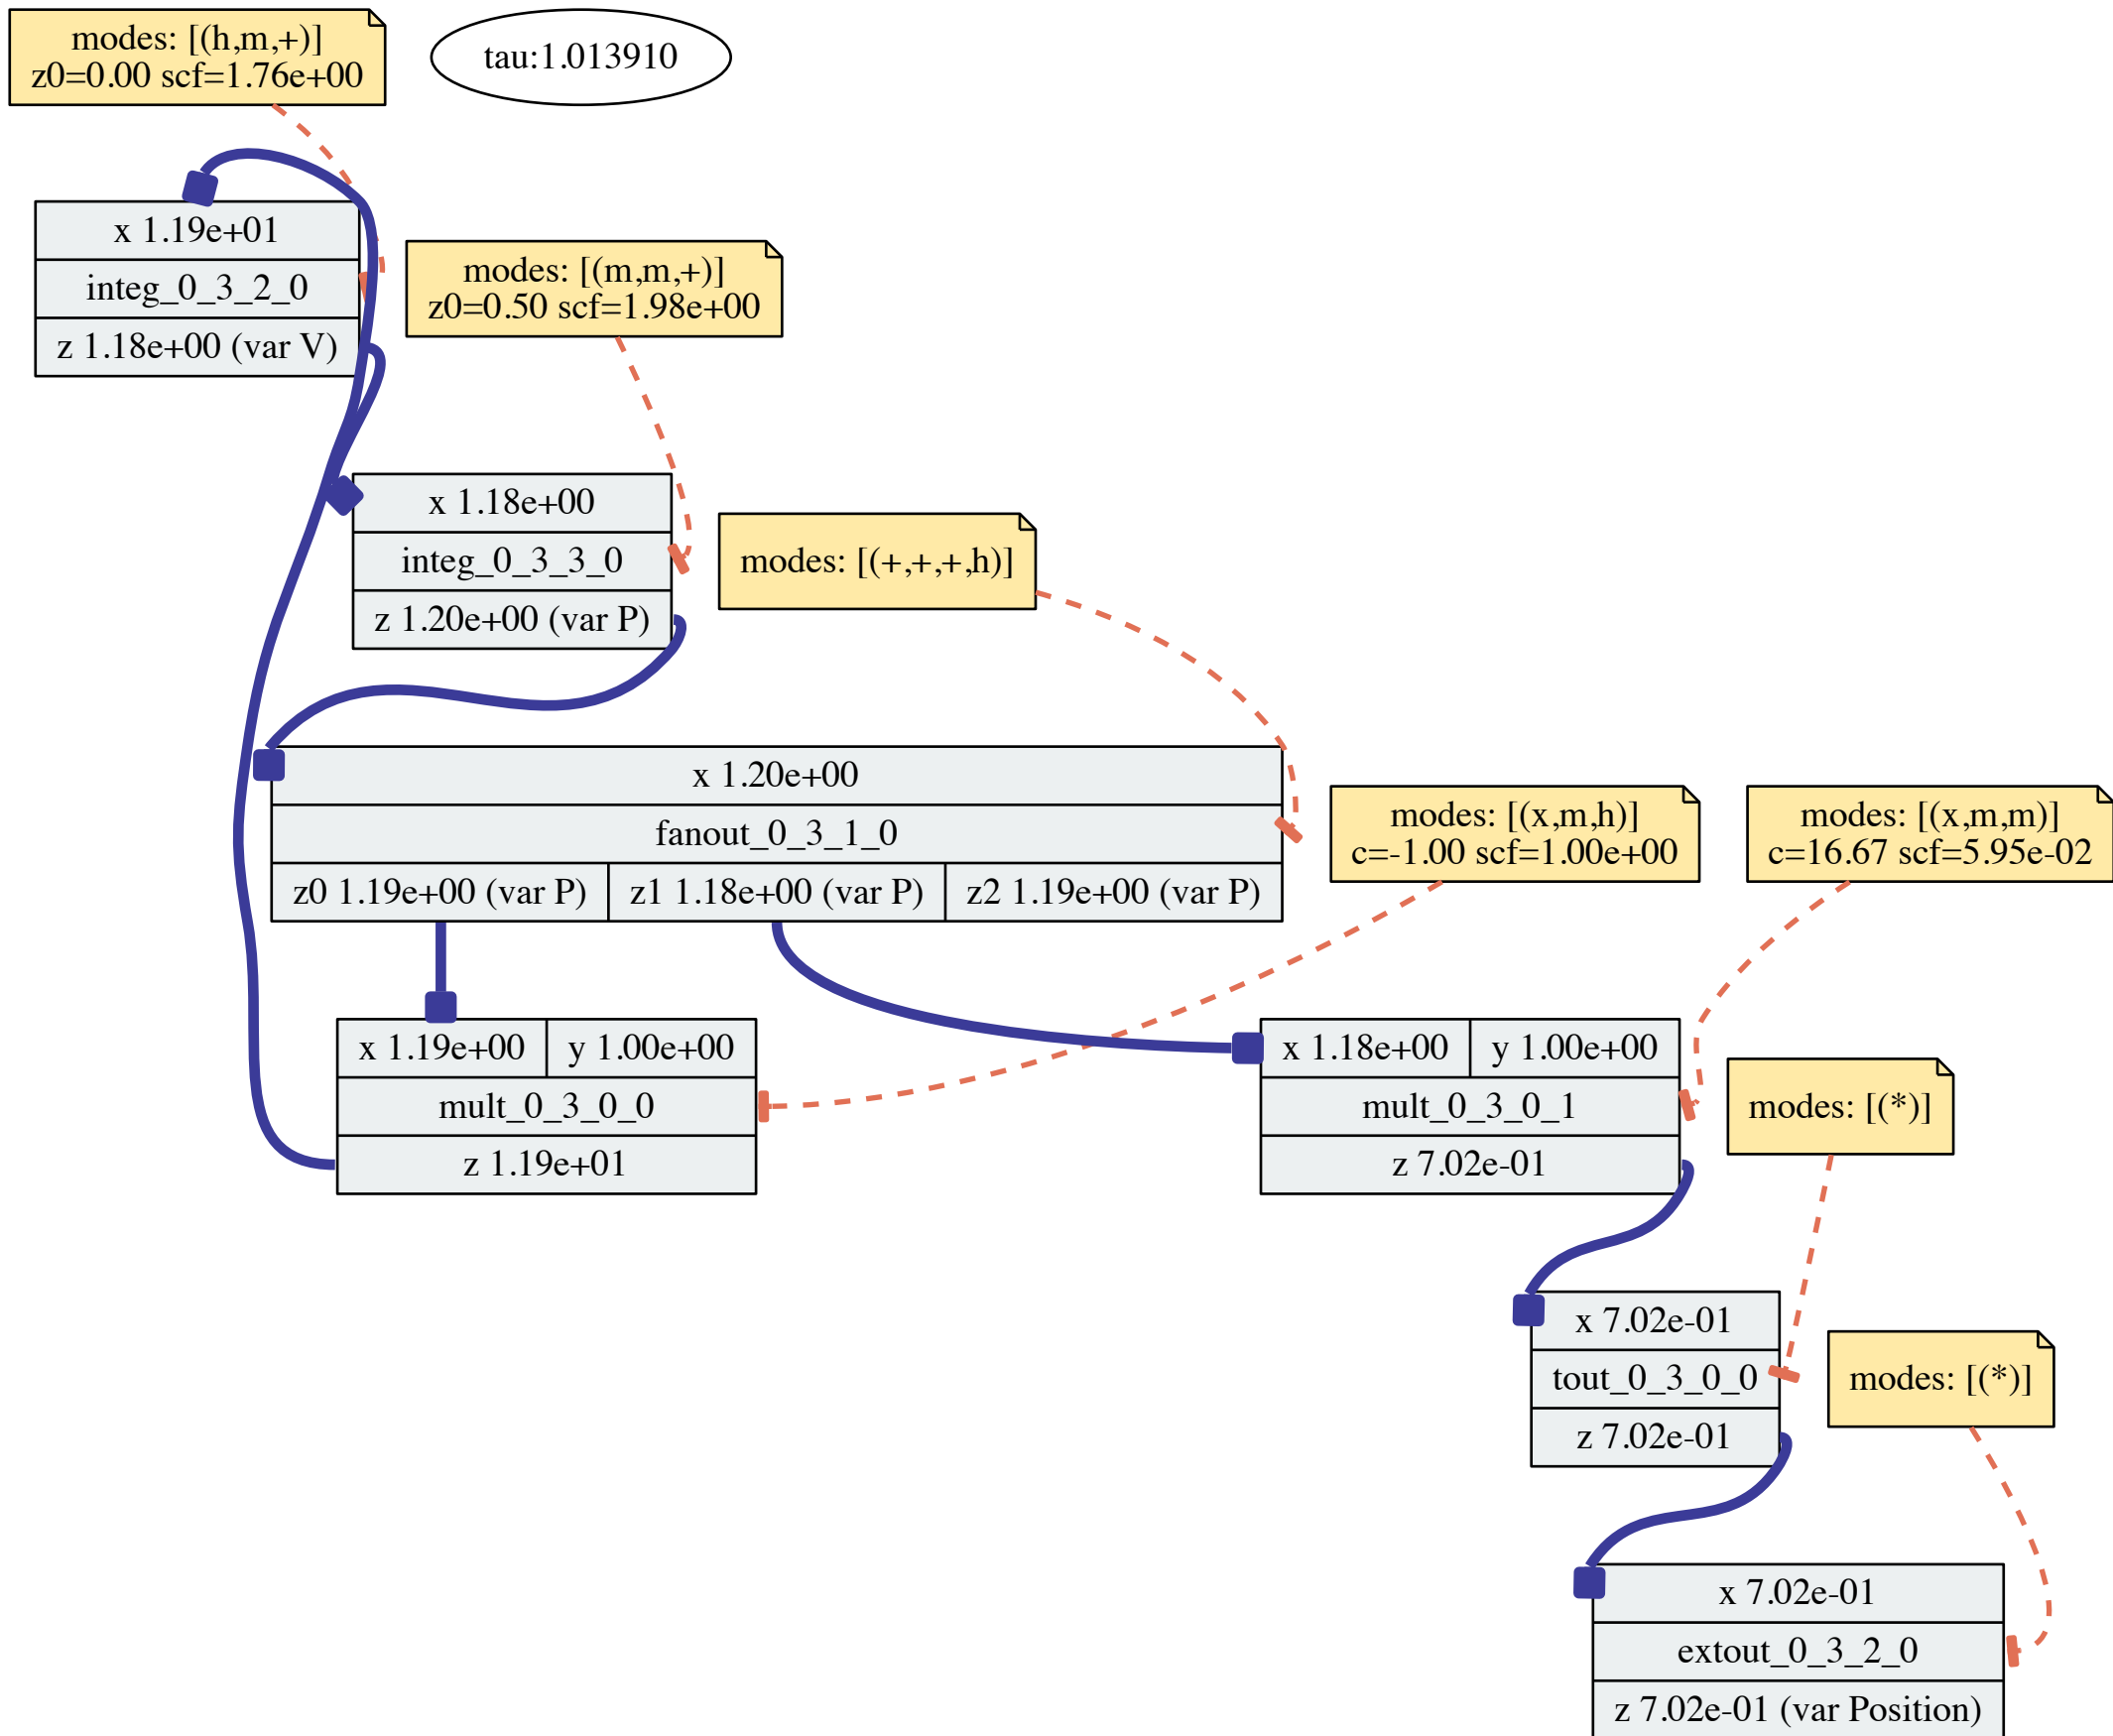 modes: [(h,m,+)]
z0=0.00 scf=1.76e+00
tau:1.013910
x 1.19e+01
integ_0_3_2_0
z 1.18e+00 (var V)
modes: [(m,m,+)]
z0=0.50 scf=1.98e+00
x 1.18e+00
integ_0_3_3_0
z 1.20e+00 (var P)
modes: [(+,+,+,h)]
x 1.20e+00
fanout_0_3_1_0
z0 1.19e+00 (var P)
z1 1.18e+00 (var P)
z2 1.19e+00 (var P)
modes: [(x,m,h)]
c=-1.00 scf=1.00e+00
modes: [(x,m,m)]
c=16.67 scf=5.95e-02
x 1.19e+00
y 1.00e+00
mult_0_3_0_0
z 1.19e+01
x 1.18e+00
y 1.00e+00
mult_0_3_0_1
z 7.02e-01
modes: [(*)]
x 7.02e-01
tout_0_3_0_0
z 7.02e-01
modes: [(*)]
x 7.02e-01
extout_0_3_2_0
z 7.02e-01 (var Position)